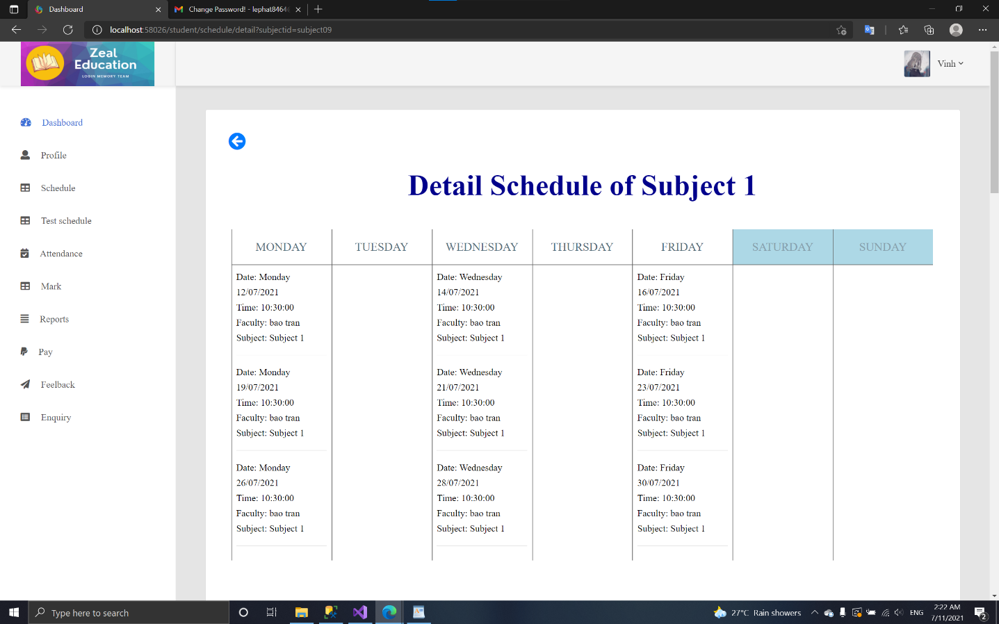 Dashboard
Change Password! - lephat8464
localhost:58026/student/schedule/detail?subjectid=subject09
Zeal
Education
LOGIN MEMORY TEAM
Vinh
Dashboard
Profile
Schedule
Test schedule
Attendance
Mark
Reports
Pay
Feelback
Enquiry
Detail Schedule of Subject 1
MONDAY TUESDAY WEDNESDAY THURSDAY FRIDAY SATURDAY SUNDAY
Date: Monday
12/07/2021
Time: 10:30:00
Faculty: bao tran
Subject: Subject 1
Date: Monday
19/07/2021
Time: 10:30:00
Faculty: bao tran
Subject: Subject 1
Date: Monday
26/07/2021
Time: 10:30:00
Faculty: bao tran
Subject: Subject 1
Date: Wednesday
14/07/2021
Time: 10:30:00
Faculty: bao tran
Subject: Subject 1
Date: Wednesday
21/07/2021
Time: 10:30:00
Faculty: bao tran
Subject: Subject 1
Date: Wednesday
28/07/2021
Time: 10:30:00
Faculty: bao tran
Subject: Subject 1
Date: Friday
16/07/2021
Time: 10:30:00
Faculty: bao tran
Subject: Subject 1
Date: Friday
23/07/2021
Time: 10:30:00
Faculty: bao tran
Subject: Subject 1
Date: Friday
30/07/2021
Time: 10:30:00
Faculty: bao tran
Subject: Subject 1
Type here to search
27°C Rain showers
ENG
2:22 AM
7/11/2021
2